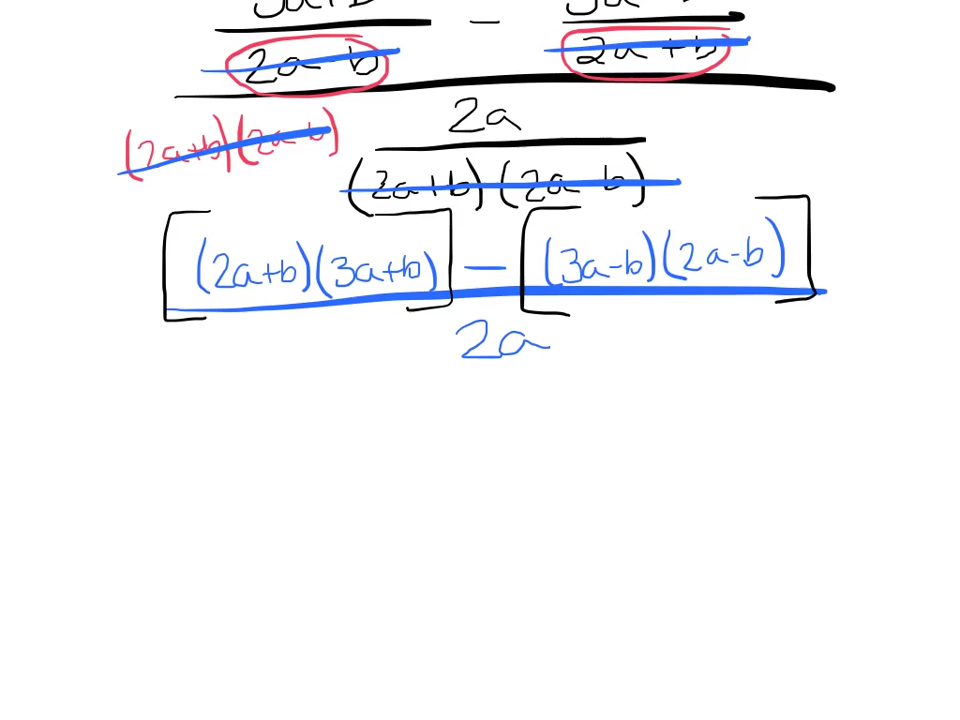 2a - b 2a + b
2a
(2a+b)(2a-b)
(2a+b)(2a-b)
[(2a+b)(3a+b)] - [(3a-b)(2a-b)]
2a